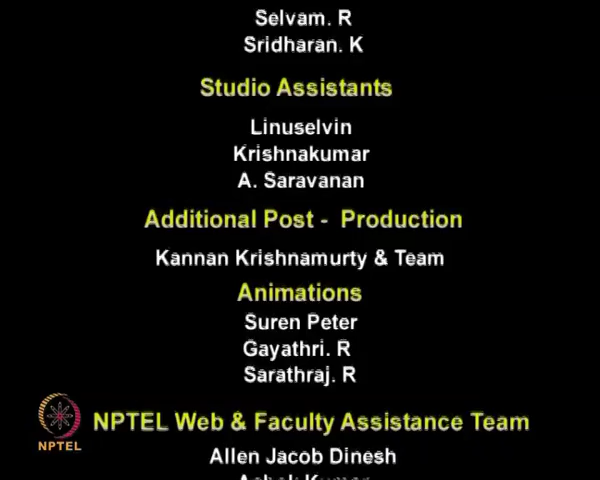 Selvam. R
Sridharan. K
Studio Assistants
Linuselvin
Krishnakumar
A. Saravanan
Additional Post - Production
Kannan Krishnamurty & Team
Animations
Suren Peter
Gayathri. R
Sarathraj. R
NPTEL Web & Faculty Assistance Team
NPTEL
Allen Jacob Dinesh